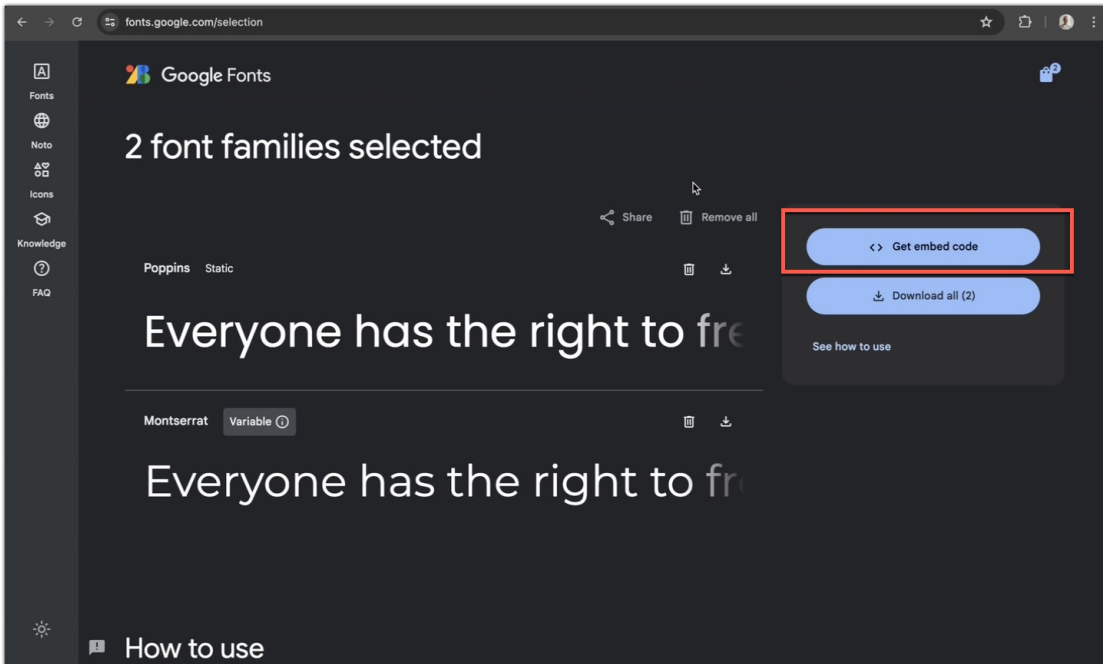 fonts.google.com/selection
Fonts
Noto
Icons
Knowledge
FAQ
Google Fonts
2
2 font families selected
Share
Remove all
Poppins Static
Everyone has the right to fre
Montserrat Variable
Everyone has the right to fr
<> Get embed code
Download all (2)
See how to use
How to use